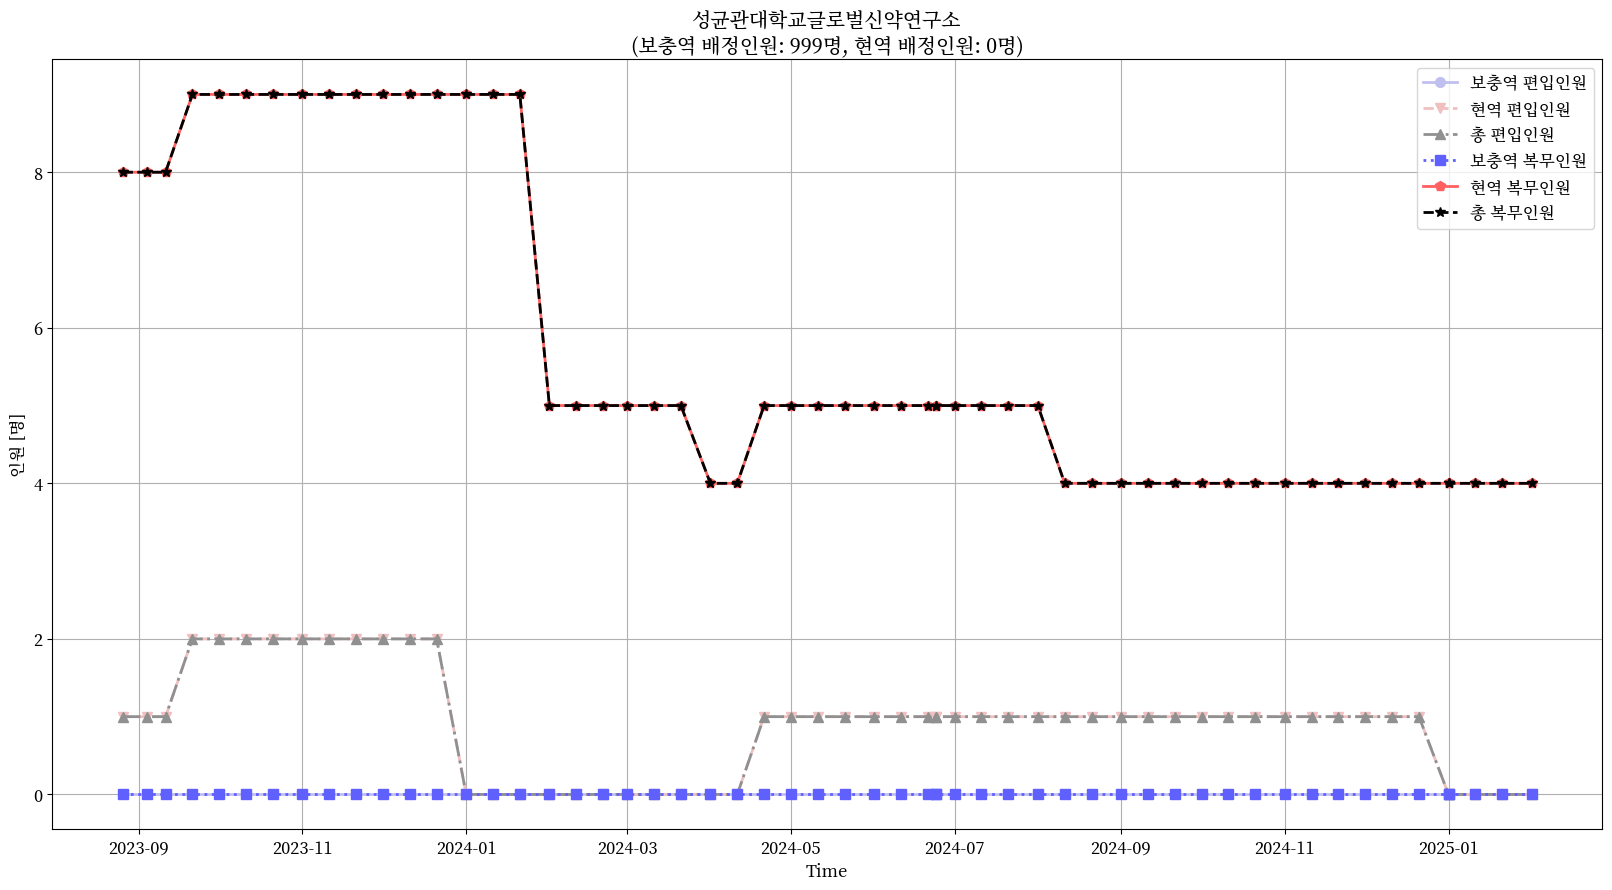 성균관대학교글로벌신약연구소
(보충역 배정인원: 999명, 현역 배정인원: 0명)
보충역 편입인원
현역 편입인원
총 편입인원
보충역 복무인원
현역 복무인원
총 복무인원
인원 [명]
8
6
4
2
0
2023-09
2023-11
2024-01
2024-03
2024-05
2024-07
2024-09
2024-11
2025-01
Time